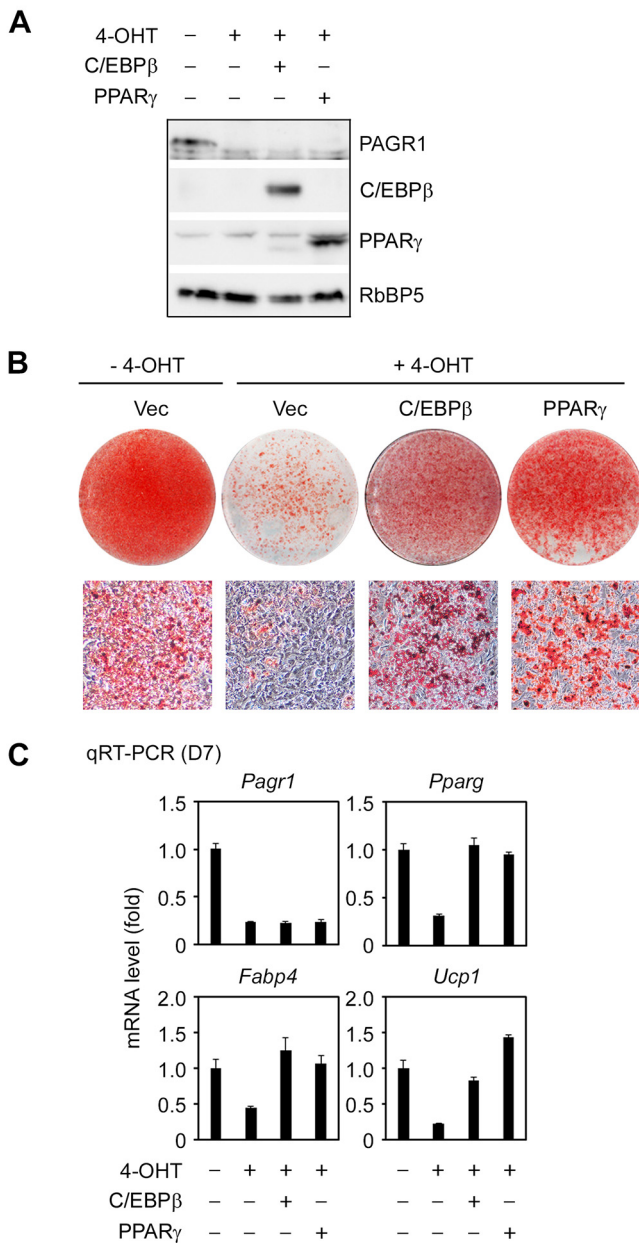 A
4-OHT – + + +
C/EBPβ – – + –
PPARγ – – – +
PAGR1
C/EBPβ
PPARγ
RbBP5
B
- 4-OHT + 4-OHT
Vec Vec C/EBPβ PPARγ
C
qRT-PCR (D7)
Pagr1 Pparg
1.5 1.5
1.0 1.0
0.5 0.5
0 0
mRNA level (fold)
Fabp4 Ucp1
2.0 2.0
1.5 1.5
1.0 1.0
0.5 0.5
0 0
4-OHT – + + + – + + +
C/EBPβ – – + – – – + –
PPARγ – – – + – – – +